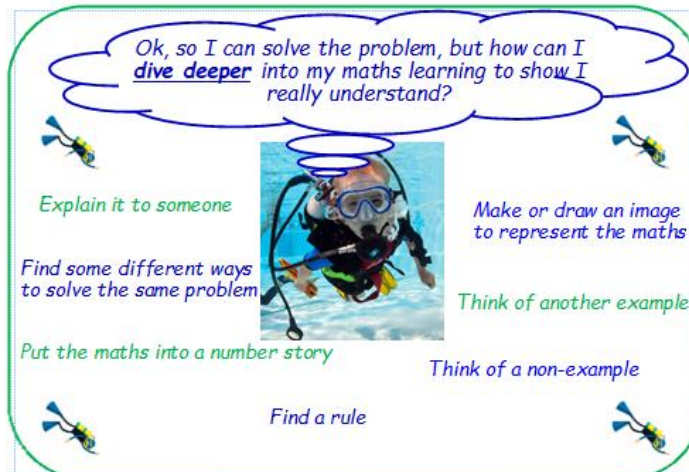 Ok, so I can solve the problem, but how can I
dive deeper into my maths learning to show I
really understand?
Explain it to someone
Make or draw an image
to represent the maths
Find some different ways
to solve the same problem
Think of another example
Put the maths into a number story
Think of a non-example
Find a rule